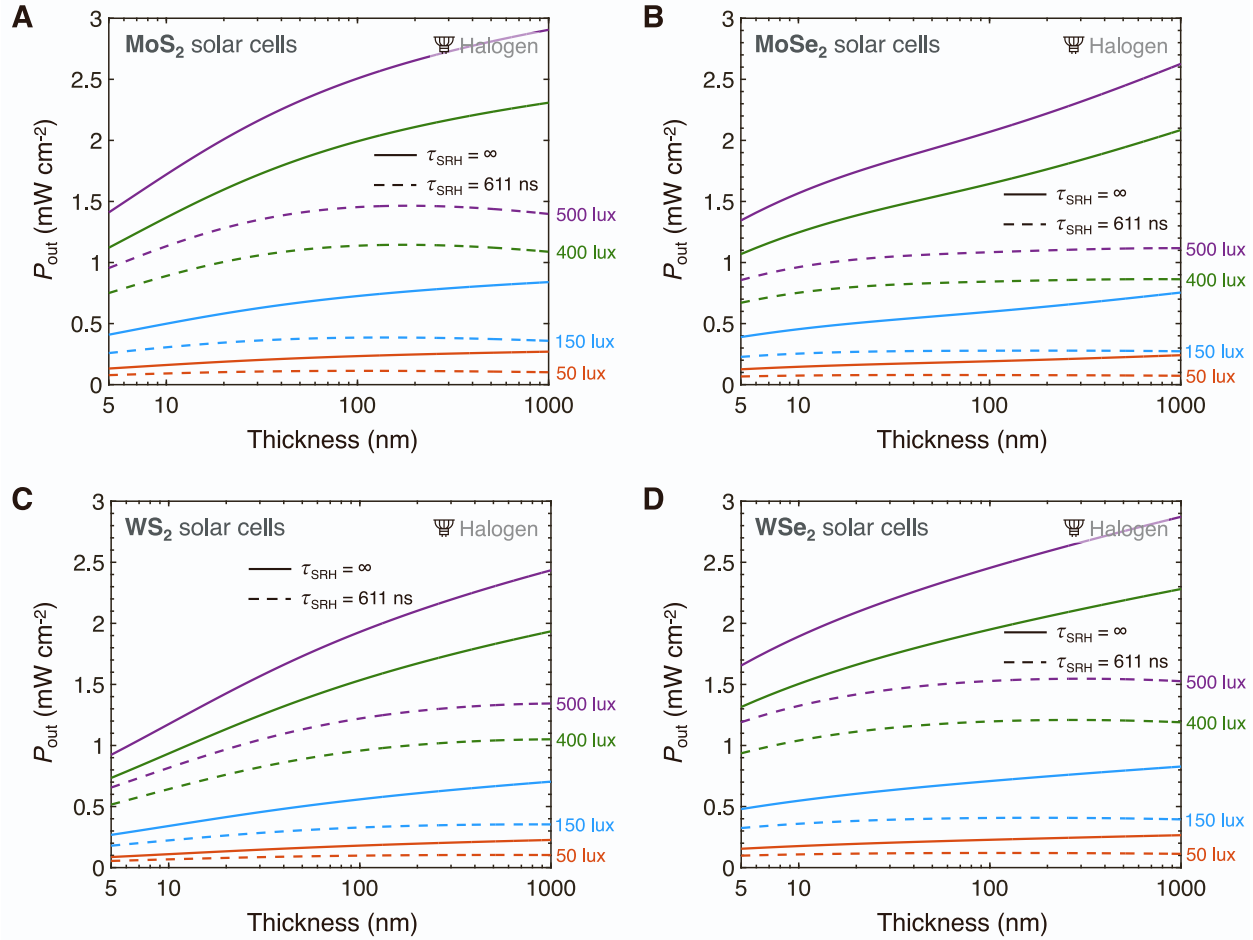 A
MoS2 solar cells
Halogen
τSRH = ∞
τSRH = 611 ns
500 lux
400 lux
150 lux
50 lux
Pout (mW cm-2)
3
2.5
2
1.5
1
0.5
0
5
10
100
1000
Thickness (nm)
B
MoSe2 solar cells
Halogen
τSRH = ∞
τSRH = 611 ns
500 lux
400 lux
150 lux
50 lux
Pout (mW cm-2)
3
2.5
2
1.5
1
0.5
0
5
10
100
1000
Thickness (nm)
C
WS2 solar cells
Halogen
τSRH = ∞
τSRH = 611 ns
500 lux
400 lux
150 lux
50 lux
Pout (mW cm-2)
3
2.5
2
1.5
1
0.5
0
5
10
100
1000
Thickness (nm)
D
WSe2 solar cells
Halogen
τSRH = ∞
τSRH = 611 ns
500 lux
400 lux
150 lux
50 lux
Pout (mW cm-2)
3
2.5
2
1.5
1
0.5
0
5
10
100
1000
Thickness (nm)